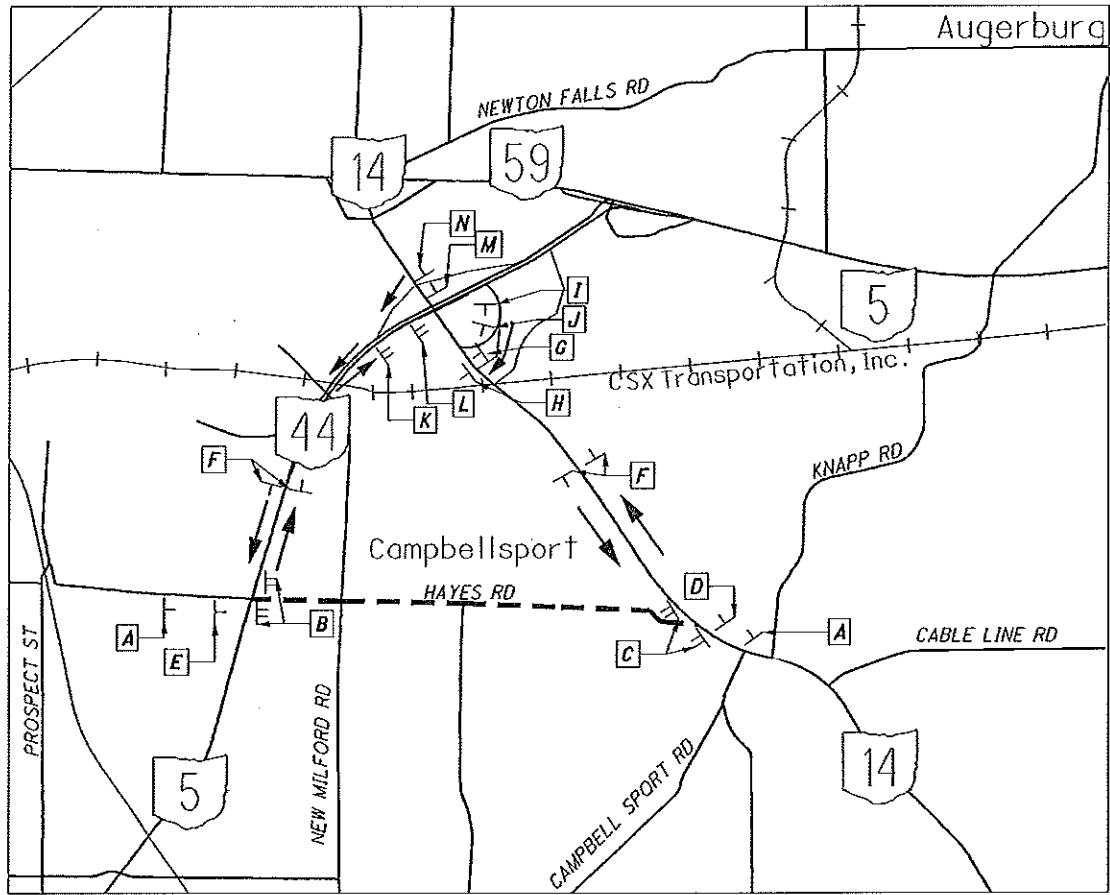 Augerburg
NEWTON FALLS RD
14
59
N
M
I
5
J
G
CSX Transportation, Inc.
H
L
K
44
F
F
KNAPP RD
Campbellsport
HAYES RD
D
A
B
A
E
C
CABLE LINE RD
PROSPECT ST
NEW MILFORD RD
5
14
CAMPBELL SPORT RD